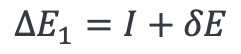 ΔE₁ = I + δE